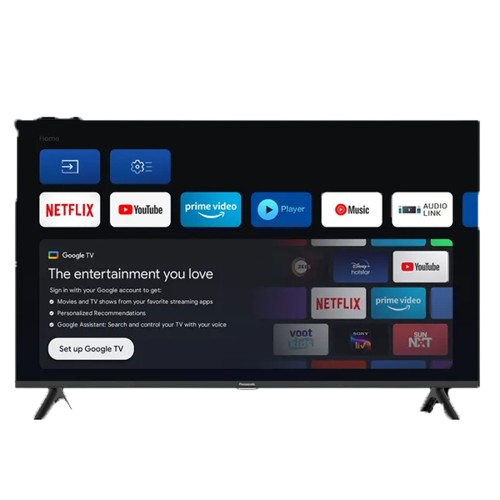 Home
NETFLIX
YouTube
prime video
Player
Music
AUDIO
LINK
Google TV
The entertainment you love
Sign in with your Google account to get:
Movies and TV shows from your favorite streaming apps
Personalized Recommendations
Google Assistant: Search and control your TV with your voice
Set up Google TV
Disney+
hotstar
YouTube
NETFLIX
prime video
voot
SONY
LIV
SUN
NXT
Panasonic